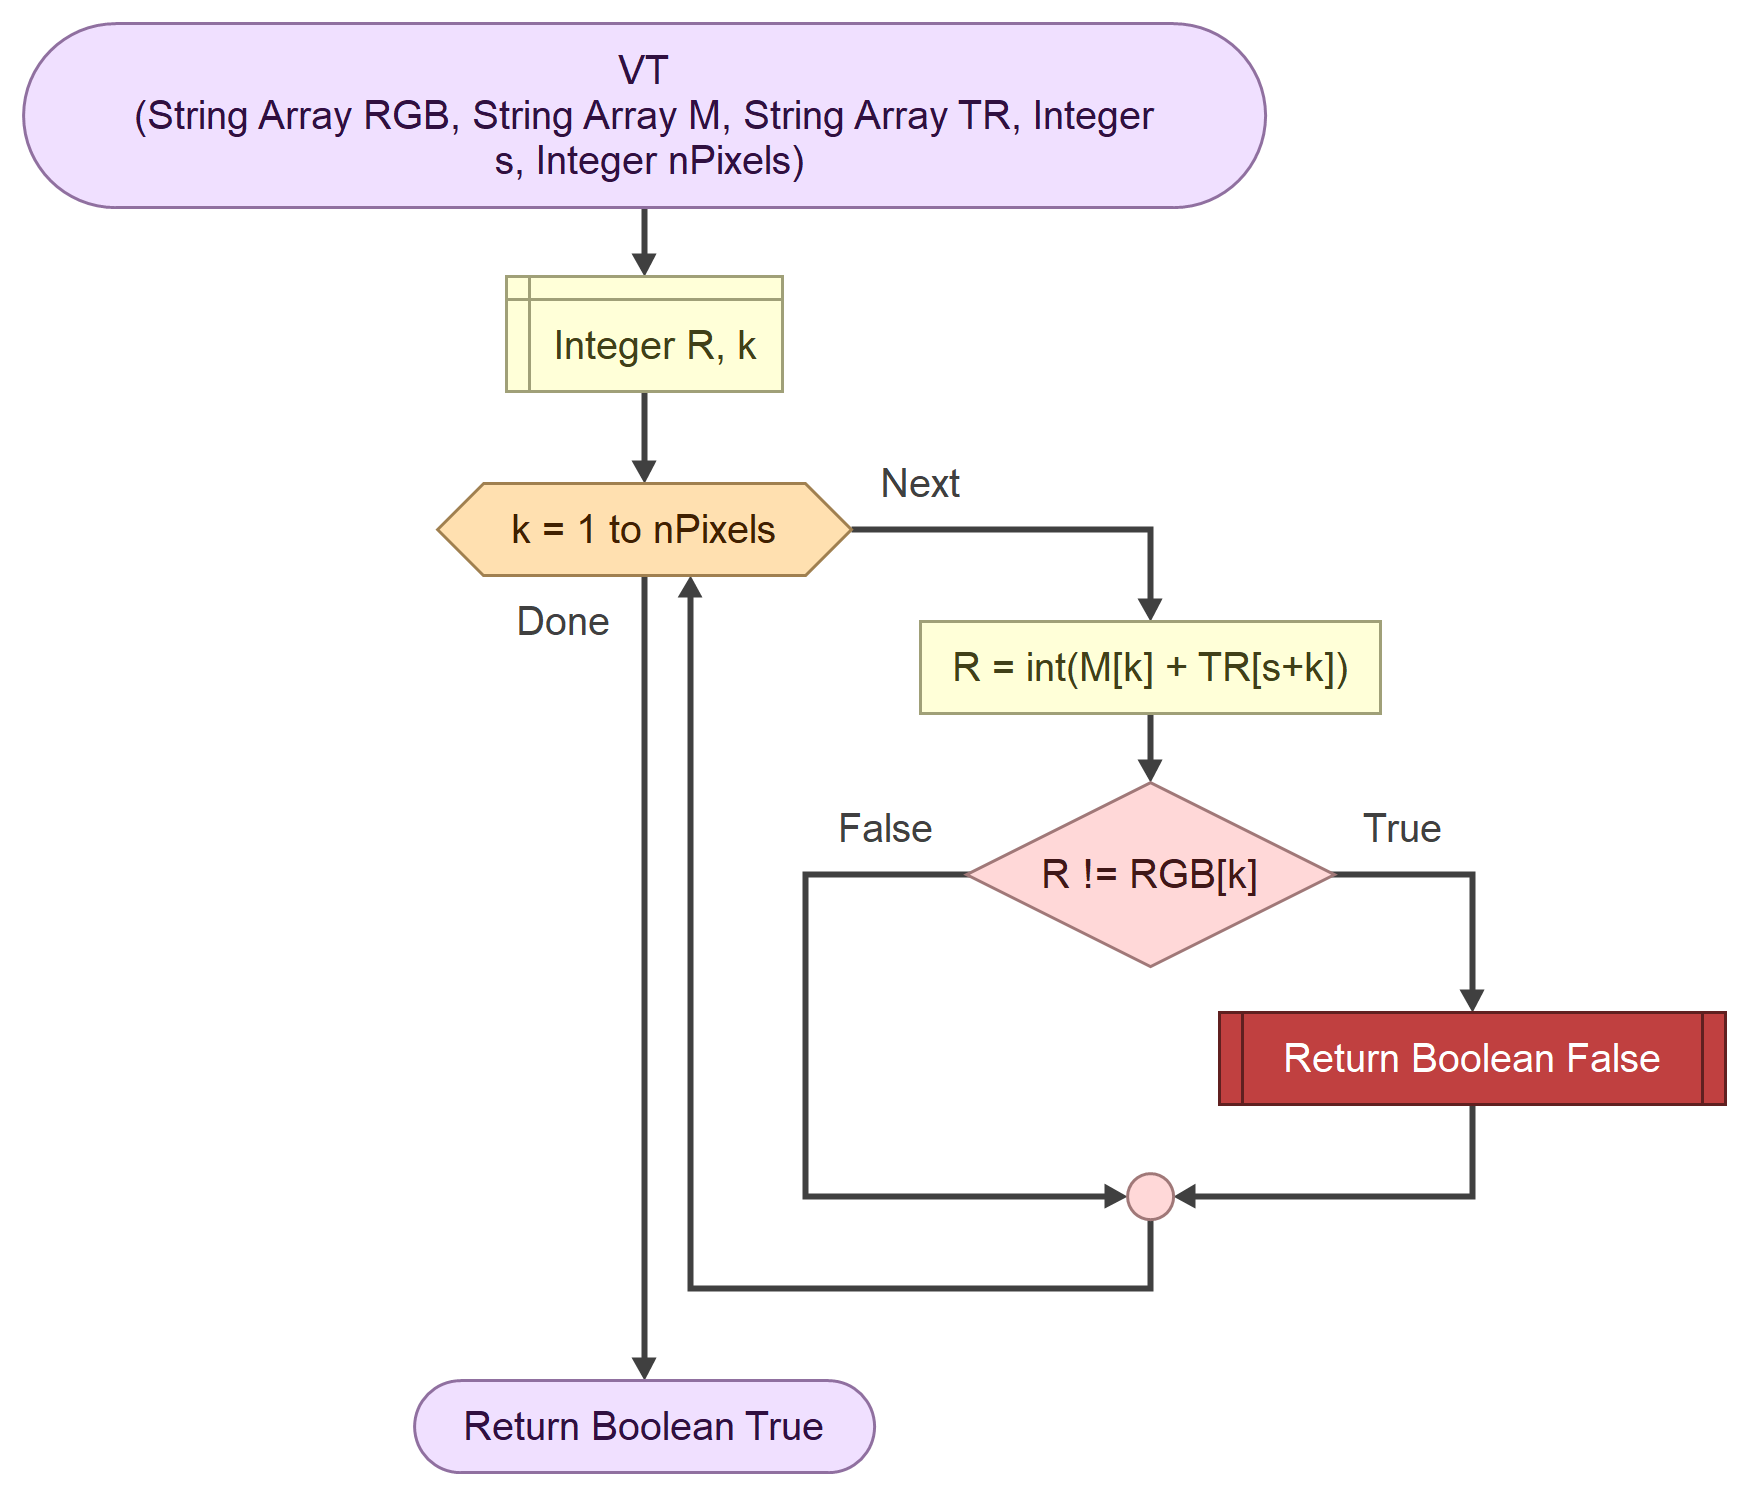 VT
(String Array RGB, String Array M, String Array TR, Integer
s, Integer nPixels)
Integer R, k
k = 1 to nPixels
Next
Done
R = int(M[k] + TR[s+k])
False
True
R != RGB[k]
Return Boolean False
Return Boolean True